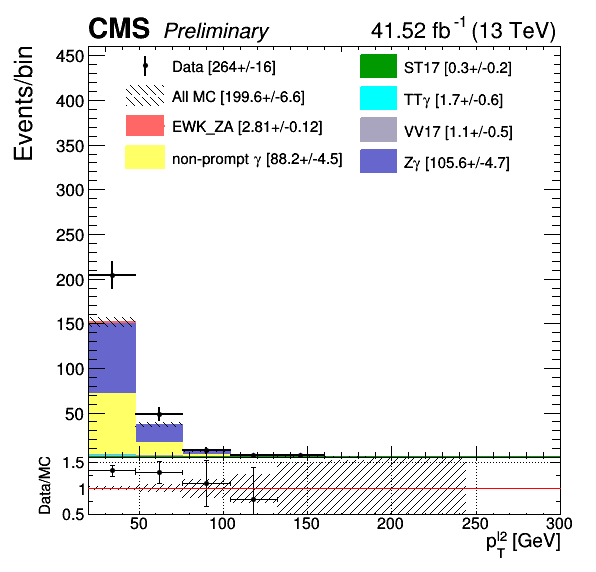 CMS Preliminary 41.52 fb⁻¹ (13 TeV)
Events/bin
450
400
350
300
250
200
150
100
50
Data [264+/-16]
All MC [199.6+/-6.6]
EWK_ZA [2.81+/-0.12]
non-prompt γ [88.2+/-4.5]
ST17 [0.3+/-0.2]
TTγ [1.7+/-0.6]
VV17 [1.1+/-0.5]
Zγ [105.6+/-4.7]
Data/MC
1.5
1
0.5
50 100 150 200 250 300
p_T^l2 [GeV]